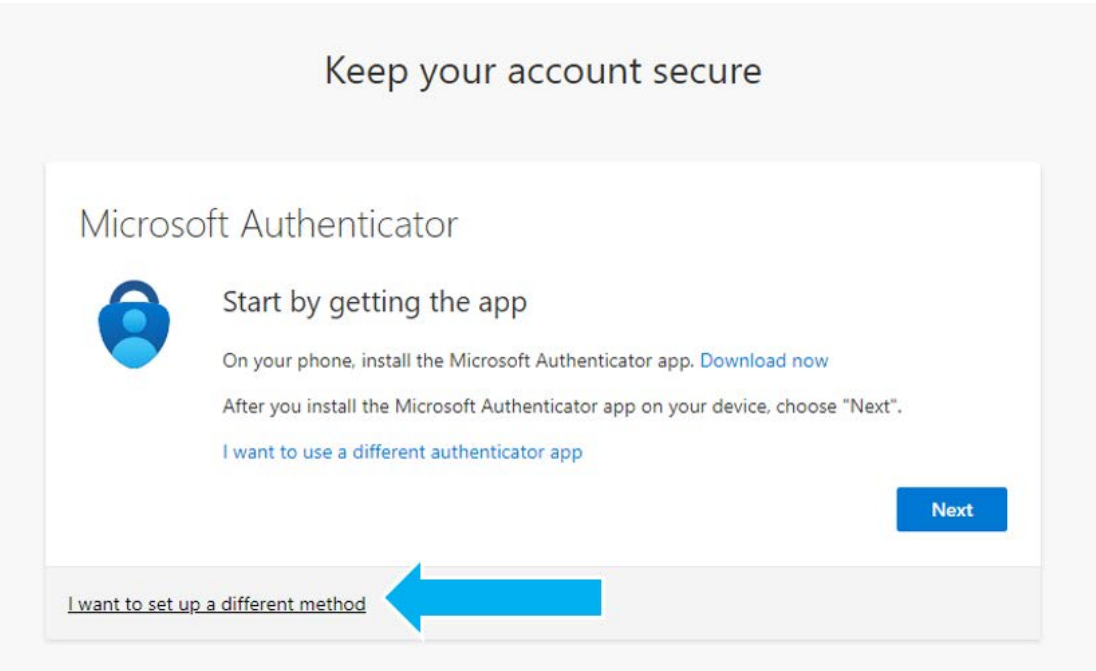 Keep your account secure
Microsoft Authenticator
Start by getting the app
On your phone, install the Microsoft Authenticator app. Download now
After you install the Microsoft Authenticator app on your device, choose "Next".
I want to use a different authenticator app
Next
I want to set up a different method